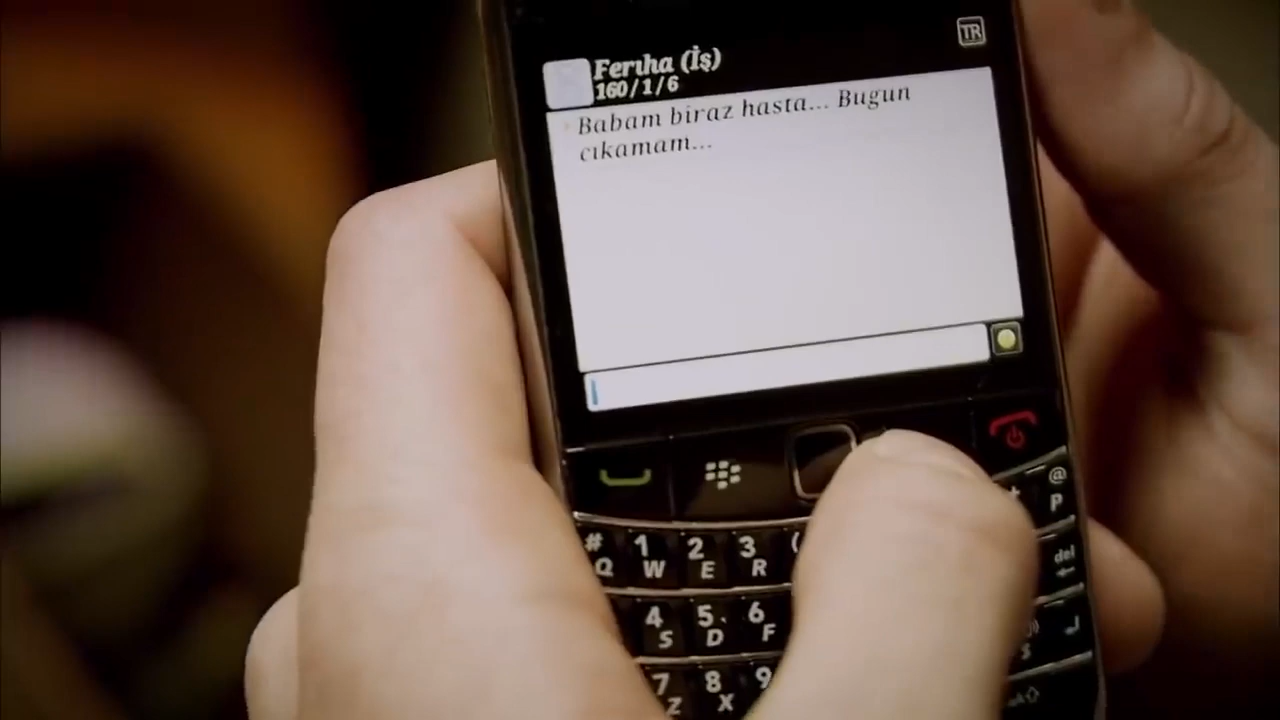 TR
Ferıha (İş)
160/1/6
Babam biraz hasta... Bugun
cıkamam...
@
P
# 1 2 3 (
Q W E R
del
4 5 6
S D F
$
7 8 9
Z X